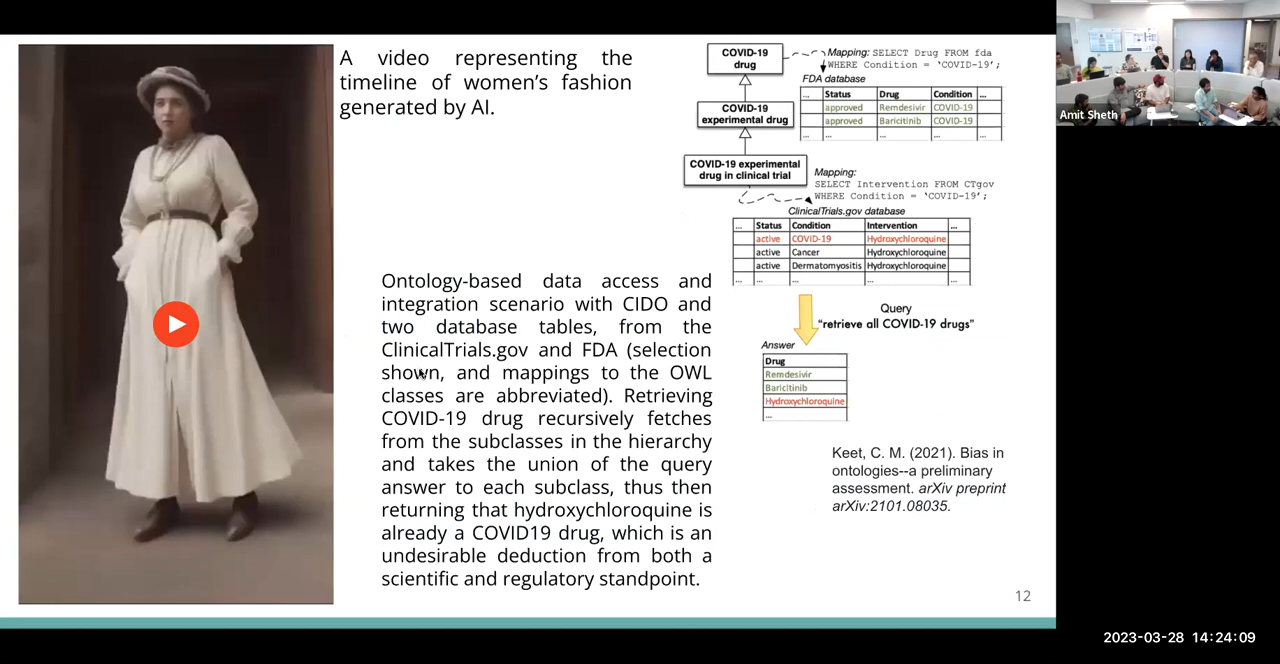 A video representing the
timeline of women's fashion
generated by AI.
Ontology-based data access and
integration scenario with CIDO and
two database tables, from the
ClinicalTrials.gov and FDA (selection
shown, and mappings to the OWL
classes are abbreviated). Retrieving
COVID-19 drug recursively fetches
from the subclasses in the hierarchy
and takes the union of the query
answer to each subclass, thus then
returning that hydroxychloroquine is
already a COVID19 drug, which is an
undesirable deduction from both a
scientific and regulatory standpoint.
COVID-19
drug
Mapping: SELECT Drug FROM fda
WHERE Condition = 'COVID-19';
FDA database
... Status Drug Condition ...
approved Remdesivir COVID-19
approved Baricitinib COVID-19
... ... ...
COVID-19
experimental drug
COVID-19 experimental
drug in clinical trial
Mapping:
SELECT Intervention FROM CTgov
WHERE Condition = 'COVID-19';
ClinicalTrials.gov database
... Status Condition Intervention ...
active COVID-19 Hydroxychloroquine
active Cancer Hydroxychloroquine
active Dermatomyositis Hydroxychloroquine
... ... ... ... ...
Query
"retrieve all COVID-19 drugs"
Answer
Drug
Remdesivir
Baricitinib
Hydroxychloroquine
...
Keet, C. M. (2021). Bias in
ontologies--a preliminary
assessment. arXiv preprint
arXiv:2101.08035.
12
Amit Sheth
2023-03-28 14:24:09